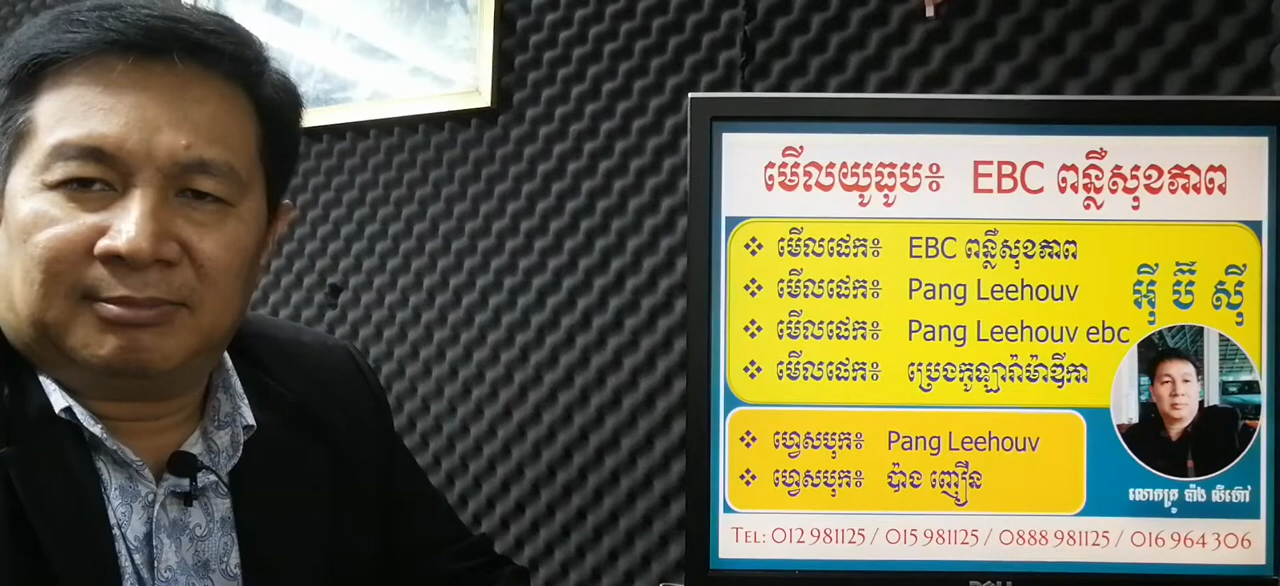 មើលយូធូប៖ EBC ពន្លឺសុខភាព
❖ មើលផេក៖ EBC ពន្លឺសុខភាព
❖ មើលផេក៖ Pang Leehouv
❖ មើលផេក៖ Pang Leehouv ebc
❖ មើលផេក៖ ប្រេងកូឡារ៉ាម៉ាឌីកា
អ៊ី ប៊ី ស៊ី
❖ ហ្វេសបុក៖ Pang Leehouv
❖ ហ្វេសបុក៖ ប៉ាង ញឿន
លោកគ្រូ ប៉ាង លីហ៊ៅ
TEL: 012 981125 / 015 981125 / 0888 981125 / 016 964 306